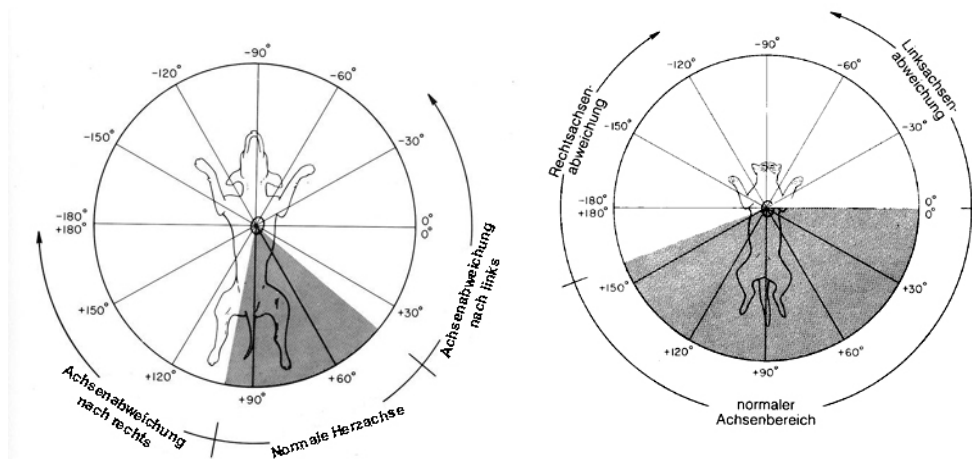 -90°
-120°
-60°
-150°
-30°
-180°
+180°
0°
0°
+150°
+30°
+120°
+60°
+90°
Achsenabweichung
nach links
Achsenabweichung
nach rechts
Normale Herzachse
-90°
-120°
-60°
-150°
-30°
-180°
+180°
0°
0°
+150°
+30°
+120°
+60°
+90°
Rechtsachsen-
abweichung
Linksachsen-
abweichung
normaler
Achsenbereich